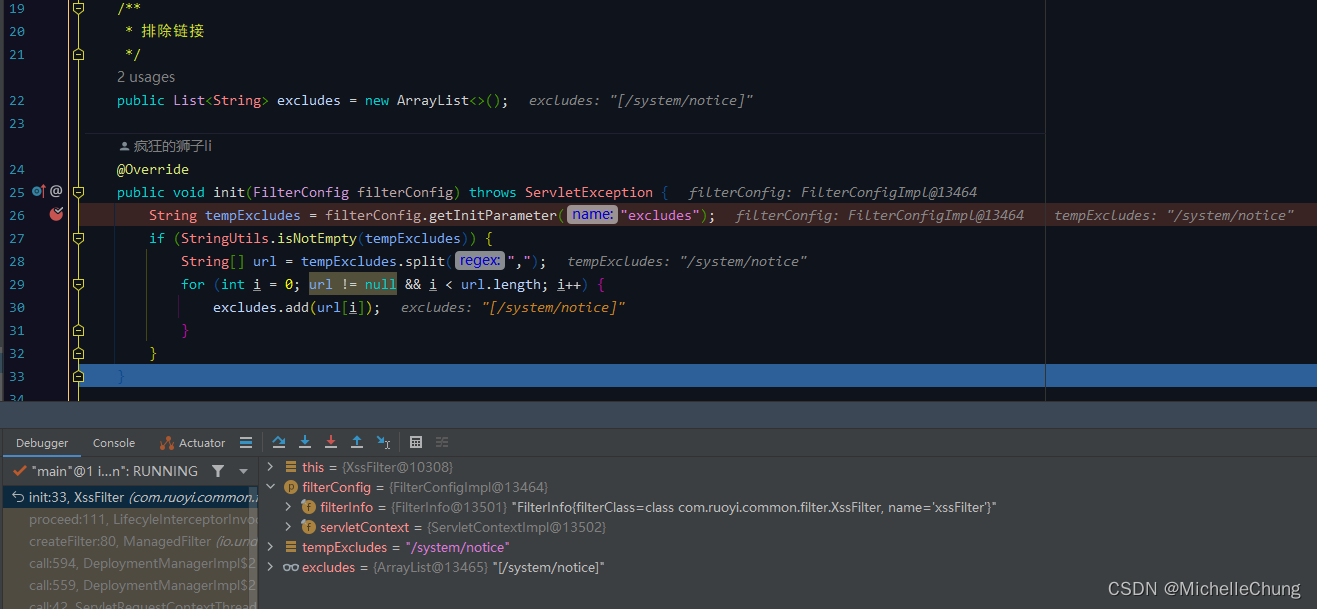 19 /**
20 * 排除链接
21 */
2 usages
22 public List<String> excludes = new ArrayList<>(); excludes: "[/system/notice]"
23
疯狂的狮子li
24 @Override
25 @ public void init(FilterConfig filterConfig) throws ServletException { filterConfig: FilterConfigImpl@13464
26 String tempExcludes = filterConfig.getInitParameter( name: "excludes"); filterConfig: FilterConfigImpl@13464 tempExcludes: "/system/notice"
27 if (StringUtils.isNotEmpty(tempExcludes)) {
28 String[] url = tempExcludes.split( regex: ","); tempExcludes: "/system/notice"
29 for (int i = 0; url != null && i < url.length; i++) {
30 excludes.add(url[i]); excludes: "[/system/notice]"
31 }
32 }
33 }
34
Debugger Console Actuator
"main"@1 i...n": RUNNING
init:33, XssFilter (com.ruoyi.common.f
proceed:111, LifecyleInterceptorInvoc
createFilter:80, ManagedFilter (io.und
call:594, DeploymentManagerImpl$2
call:559, DeploymentManagerImpl$2
call:42, ServletRequestContextThread
this = {XssFilter@10308}
filterConfig = {FilterConfigImpl@13464}
filterInfo = {FilterInfo@13501} "FilterInfo{filterClass=class com.ruoyi.common.filter.XssFilter, name='xssFilter'}"
servletContext = {ServletContextImpl@13502}
tempExcludes = "/system/notice"
excludes = {ArrayList@13465} "[/system/notice]"
CSDN @MichelleChung